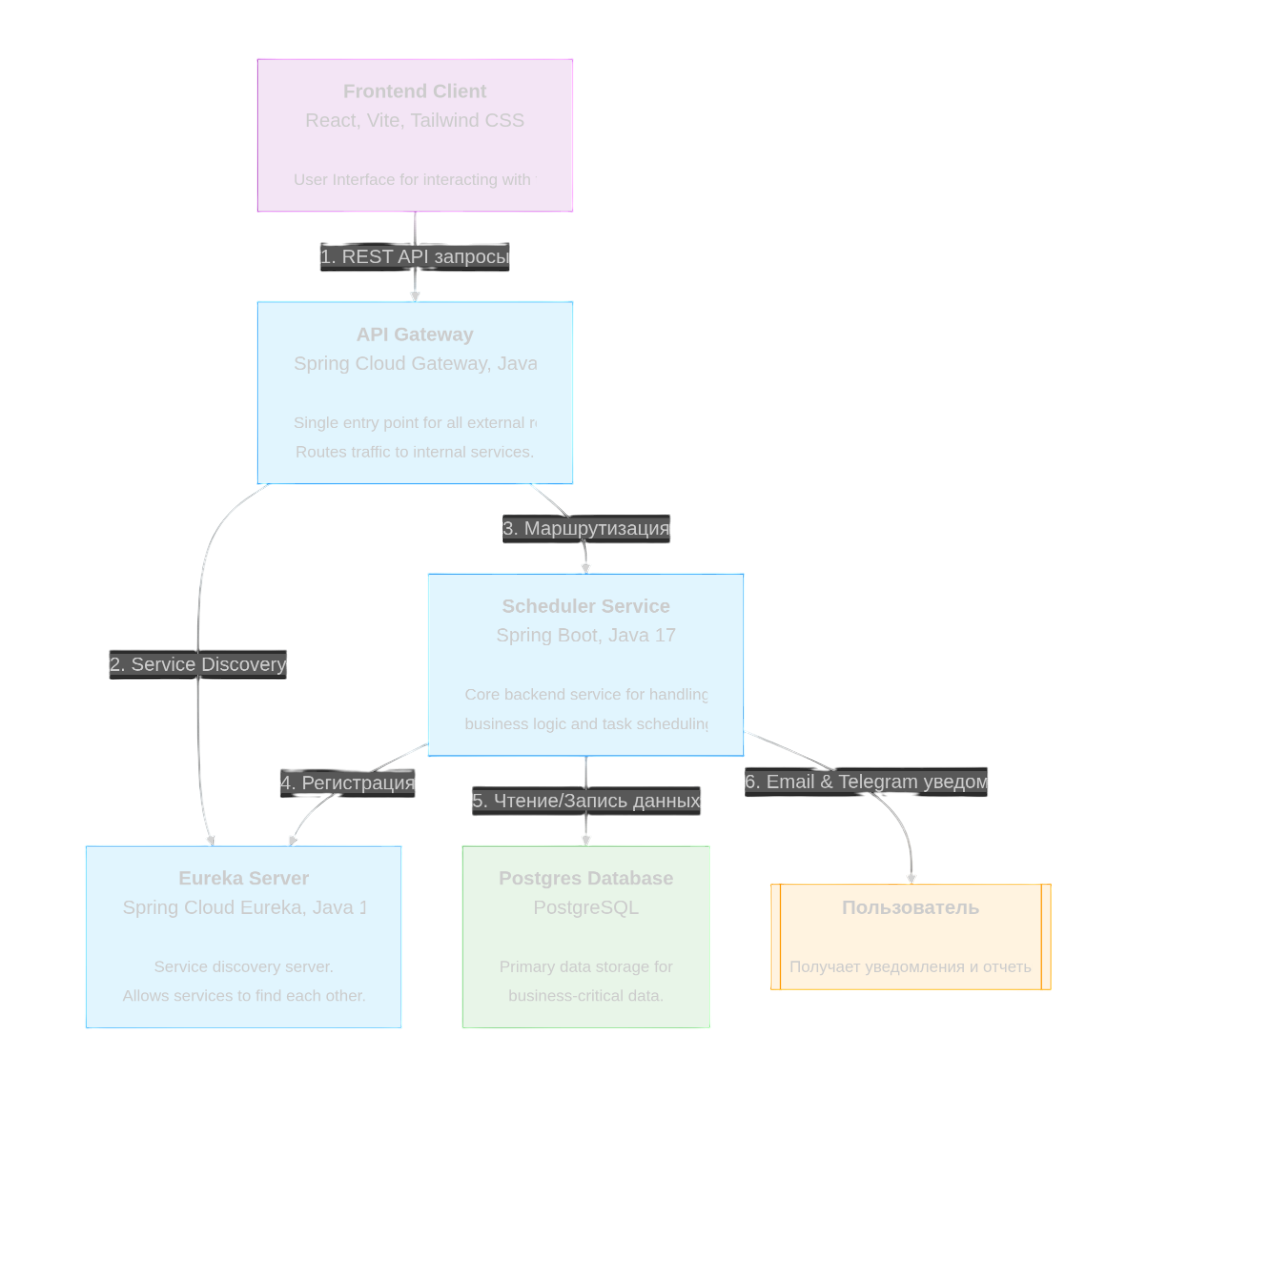 Frontend Client
React, Vite, Tailwind CSS
User Interface for interacting with
1. REST API запросы
API Gateway
Spring Cloud Gateway, Java
Single entry point for all external
Routes traffic to internal services.
3. Маршрутизация
Scheduler Service
Spring Boot, Java 17
2. Service Discovery
Core backend service for handling
business logic and task scheduling
4. Регистрация
5. Чтение/Запись данных
6. Email & Telegram уведом
Eureka Server
Spring Cloud Eureka, Java 1
Service discovery server.
Allows services to find each other.
Postgres Database
PostgreSQL
Primary data storage for
business-critical data.
Пользователь
Получает уведомления и отчеть